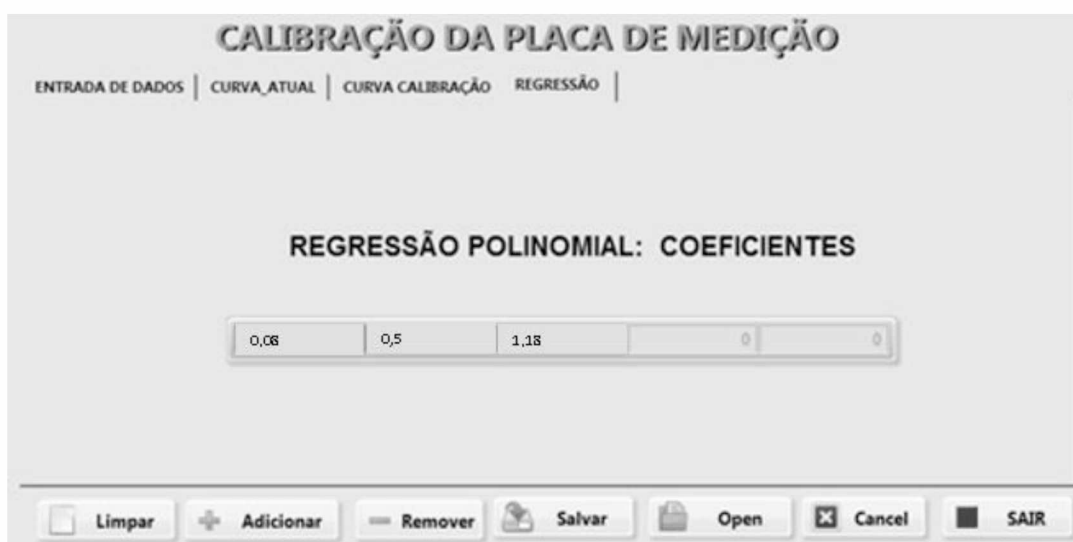 CALIBRAÇÃO DA PLACA DE MEDIÇÃO
ENTRADA DE DADOS | CURVA_ATUAL | CURVA CALIBRAÇÃO REGRESSÃO |
REGRESSÃO POLINOMIAL: COEFICIENTES
0,08 0,5 1,18 0 0
Limpar Adicionar Remover Salvar Open Cancel SAIR